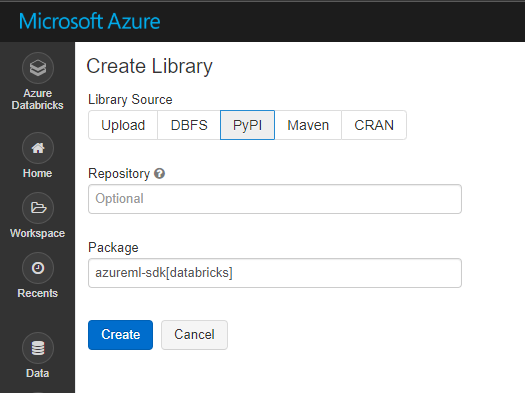 Microsoft Azure
Azure
Databricks
Home
Workspace
Recents
Data
Create Library
Library Source
Upload DBFS PyPI Maven CRAN
Repository ?
Optional
Package
azureml-sdk[databricks]
Create Cancel